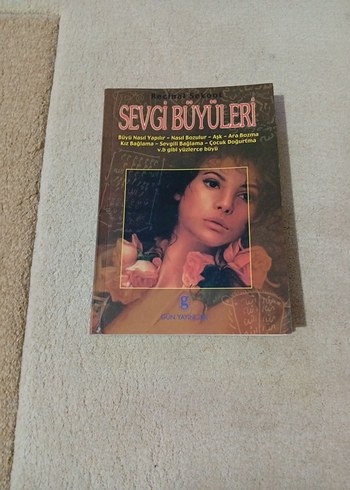 SEVGİ BÜYÜLERİ
Büyü Nasıl Yapılır - Nasıl Bozulur - Aşk - Ara Bozma
Kız Bağlama - Sevgili Bağlama - Çocuk Doğurtma
v.b gibi yüzlerce büyü
g